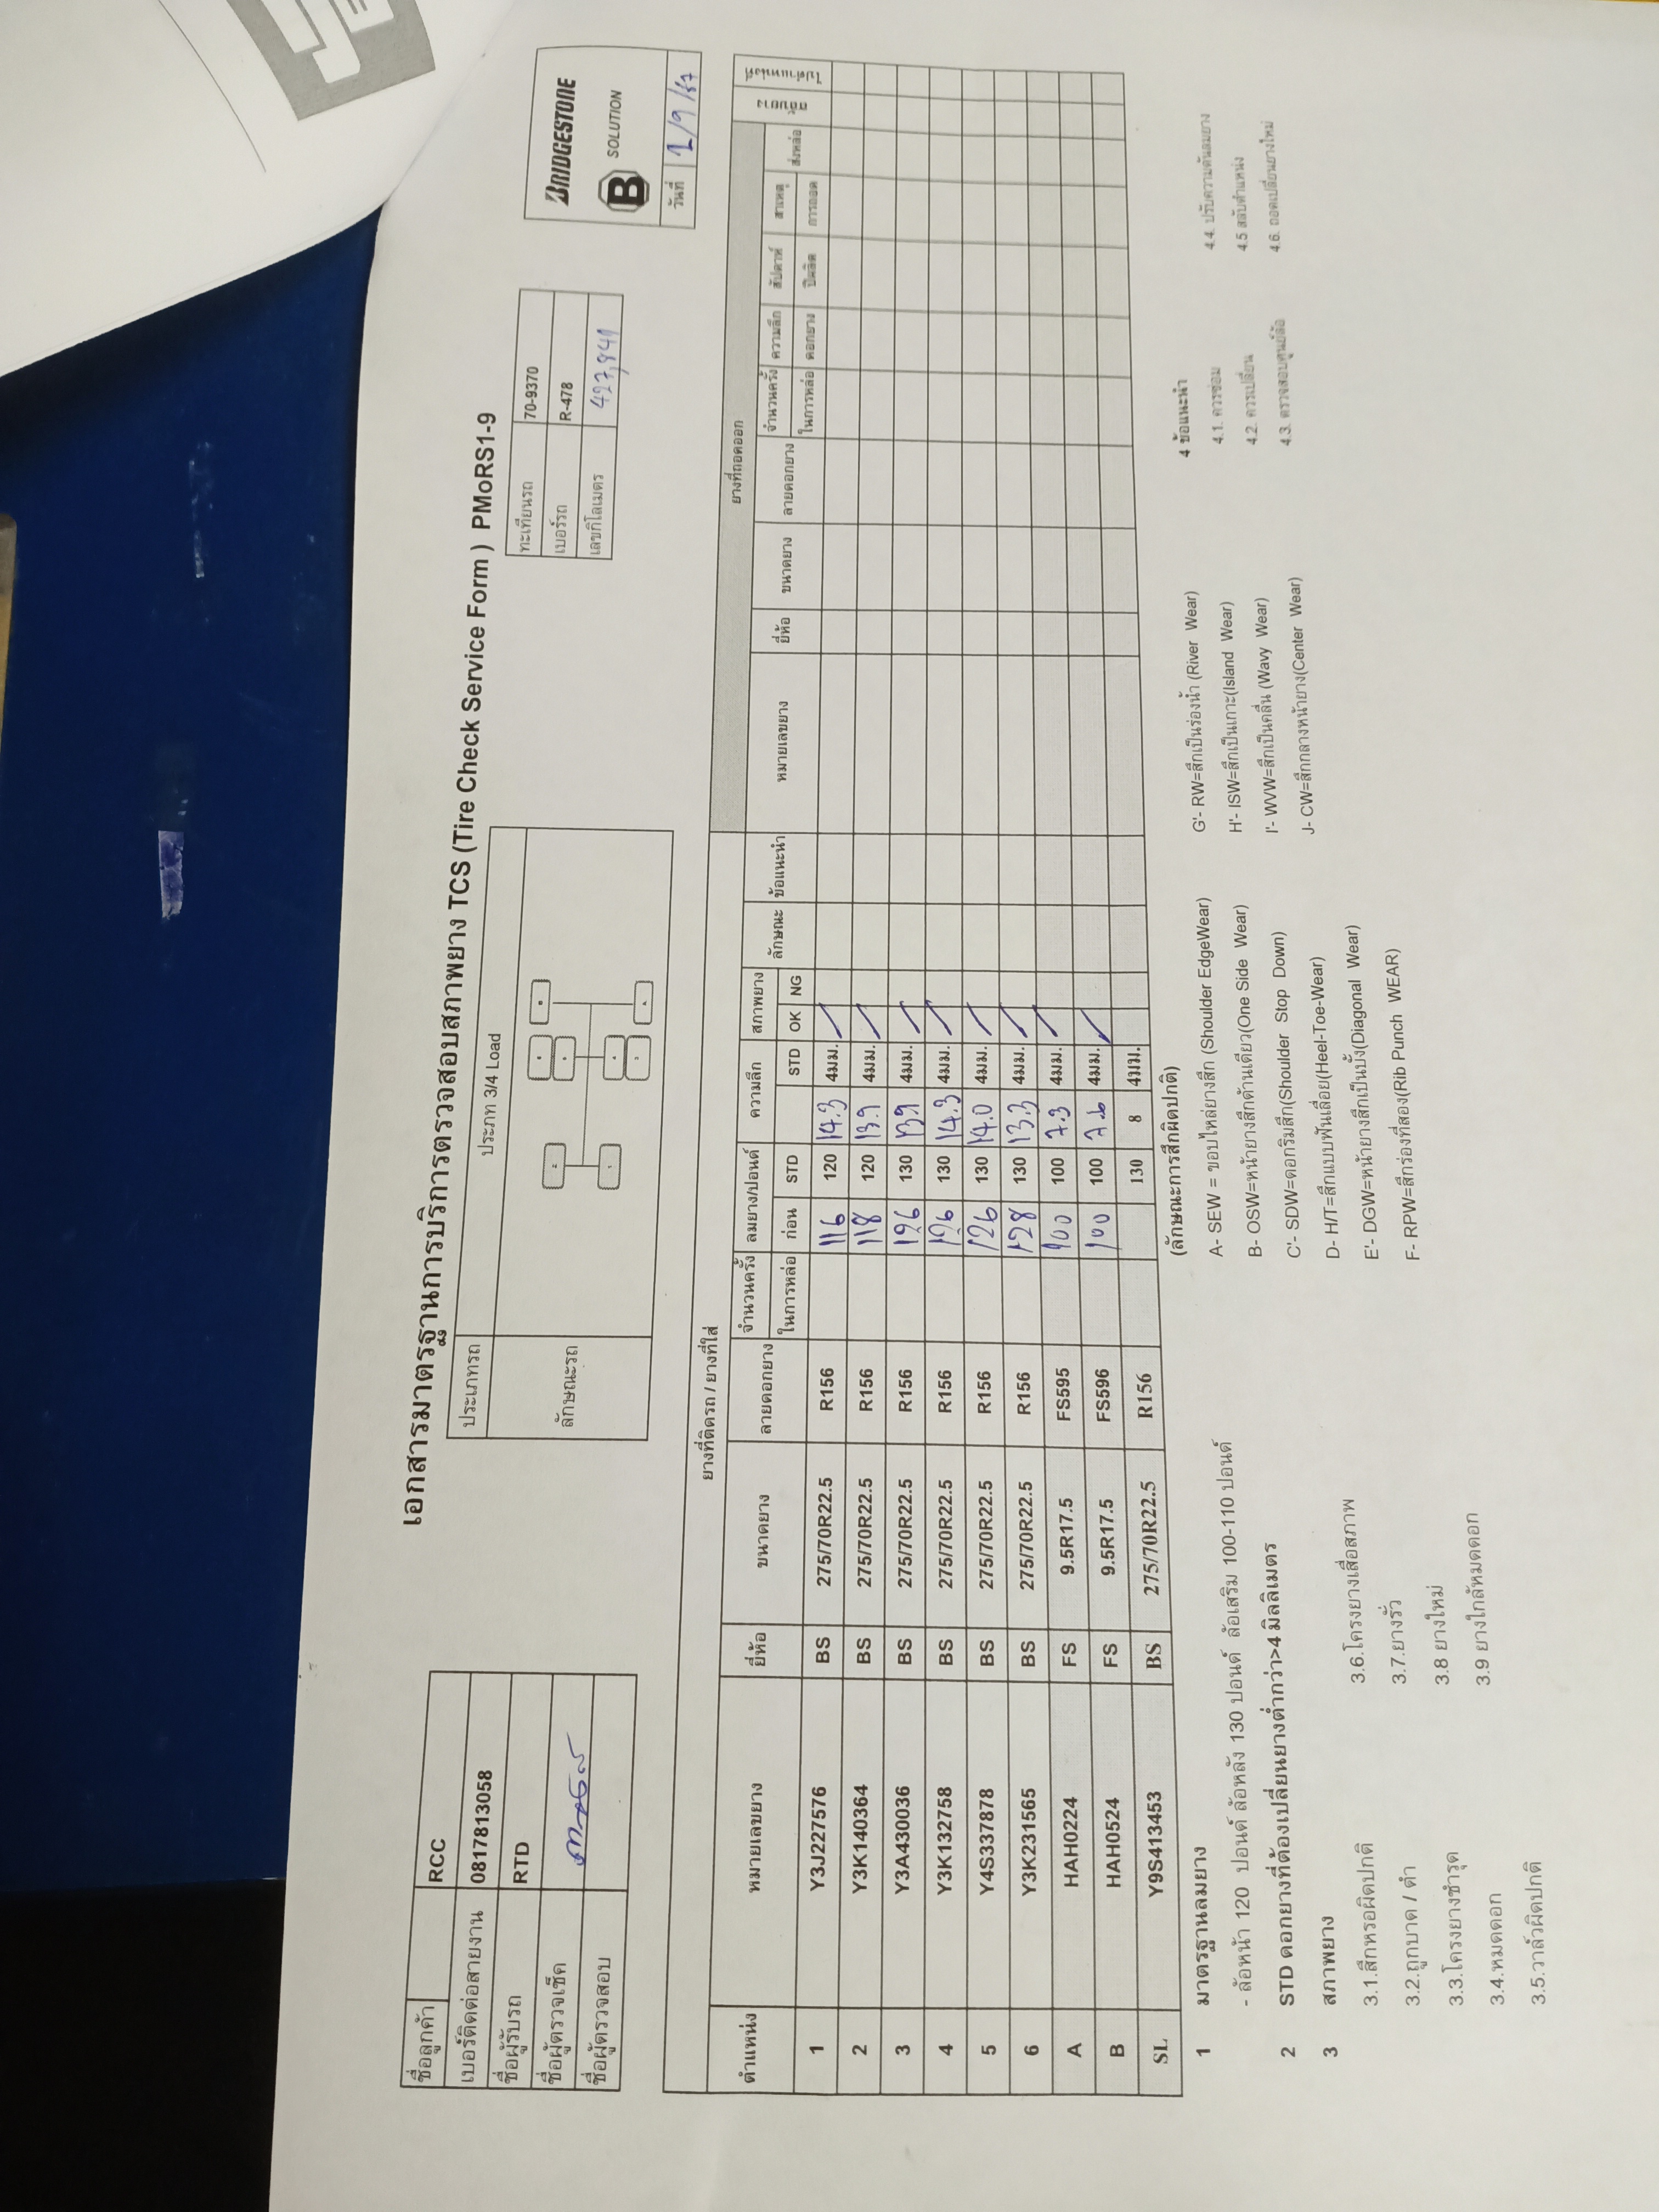 เอกสารมาตรฐานการบริการตรวจสอบสภาพยาง TCS (Tire Check Service Form ) PMoRS1-9
BRIDGESTONE
B SOLUTION
วันที่ 1/9/67
ชื่อลูกค้า RCC
เบอร์ติดต่อสายงาน 0817813058
ชื่อผู้รับรถ RTD
ชื่อผู้ตรวจเช็ค
ชื่อผู้ตรวจสอบ
ประเภทรถ ประเภท 3/4 Load
ลักษณะรถ
ทะเทียนรถ 70-9370
เบอร์รถ R-478
เลขกิโลเมตร 427,841
ยางที่ติดรถ / ยางที่ใส่ ยางที่ถอดออก
ตำแหน่ง หมายเลขยาง ยี่ห้อ ขนาดยาง ลายดอกยาง จำนวนครั้ง ลมยาง/ปอนด์ ความลึก สภาพยาง ลักษณะ ข้อแนะนำ หมายเลขยาง ยี่ห้อ ขนาดยาง ลายดอกยาง จำนวนครั้ง ความลึก สัปดาห์ สาเหตุ ส่งหล่อ
ในการหล่อ ก่อน STD STD OK NG ในการหล่อ ดอกยาง ปีผลิต การถอด
1 Y3J227576 BS 275/70R22.5 R156 116 120 14.3 4มม. /
2 Y3K140364 BS 275/70R22.5 R156 118 120 13.9 4มม. /
3 Y3A430036 BS 275/70R22.5 R156 126 130 13.9 4มม. /
4 Y3K132758 BS 275/70R22.5 R156 126 130 14.3 4มม. /
5 Y4S337878 BS 275/70R22.5 R156 126 130 14.0 4มม. /
6 Y3K231565 BS 275/70R22.5 R156 128 130 13.3 4มม. /
A HAH0224 FS 9.5R17.5 FS595 100 100 7.3 4มม. /
B HAH0524 FS 9.5R17.5 FS596 100 100 7.6 4มม. /
SL Y9S413453 BS 275/70R22.5 R156 130 8 4มม.
1 มาตรฐานลมยาง
- ล้อหน้า 120 ปอนด์ ล้อหลัง 130 ปอนด์ ล้อเสริม 100-110 ปอนด์
2 STD ดอกยางที่ต้องเปลี่ยนยางต่ำกว่า>4 มิลลิเมตร
3 สภาพยาง
3.1.สึกหรอผิดปกติ
3.2.ถูกบาด / ตำ
3.3.โครงยางชำรุด
3.4.หมดดอก
3.5.วาล์วผิดปกติ
3.6.โครงยางเสื่อสภาพ
3.7.ยางรั่ว
3.8 ยางใหม่
3.9 ยางใกล้หมดดอก
(ลักษณะการสึกผิดปกติ)
A- SEW = ขอบไหล่ยางสึก (Shoulder EdgeWear)
B- OSW=หน้ายางสึกด้านเดียว(One Side Wear)
C'- SDW=ดอกริมสึก(Shoulder Stop Down)
D- H/T=สึกแบบฟันเลื่อย(Heel-Toe-Wear)
E'- DGW=หน้ายางสึกเป็นบั้ง(Diagonal Wear)
F- RPW=สึกร่องที่สอง(Rib Punch WEAR)
G'- RW=สึกเป็นร่องน้ำ (River Wear)
H'- ISW=สึกเป็นเกาะ(Island Wear)
I'- WVW=สึกเป็นคลื่น (Wavy Wear)
J- CW=สึกกลางหน้ายาง(Center Wear)
4 ข้อแนะนำ
4.1. ควรซ่อม
4.2. ควรเปลี่ยน
4.3. ตรวจสอบศูนย์ล้อ
4.4. ปรับความดันลมยาง
4.5 สลับตำแหน่ง
4.6. ถอดเปลี่ยนยางใหม่